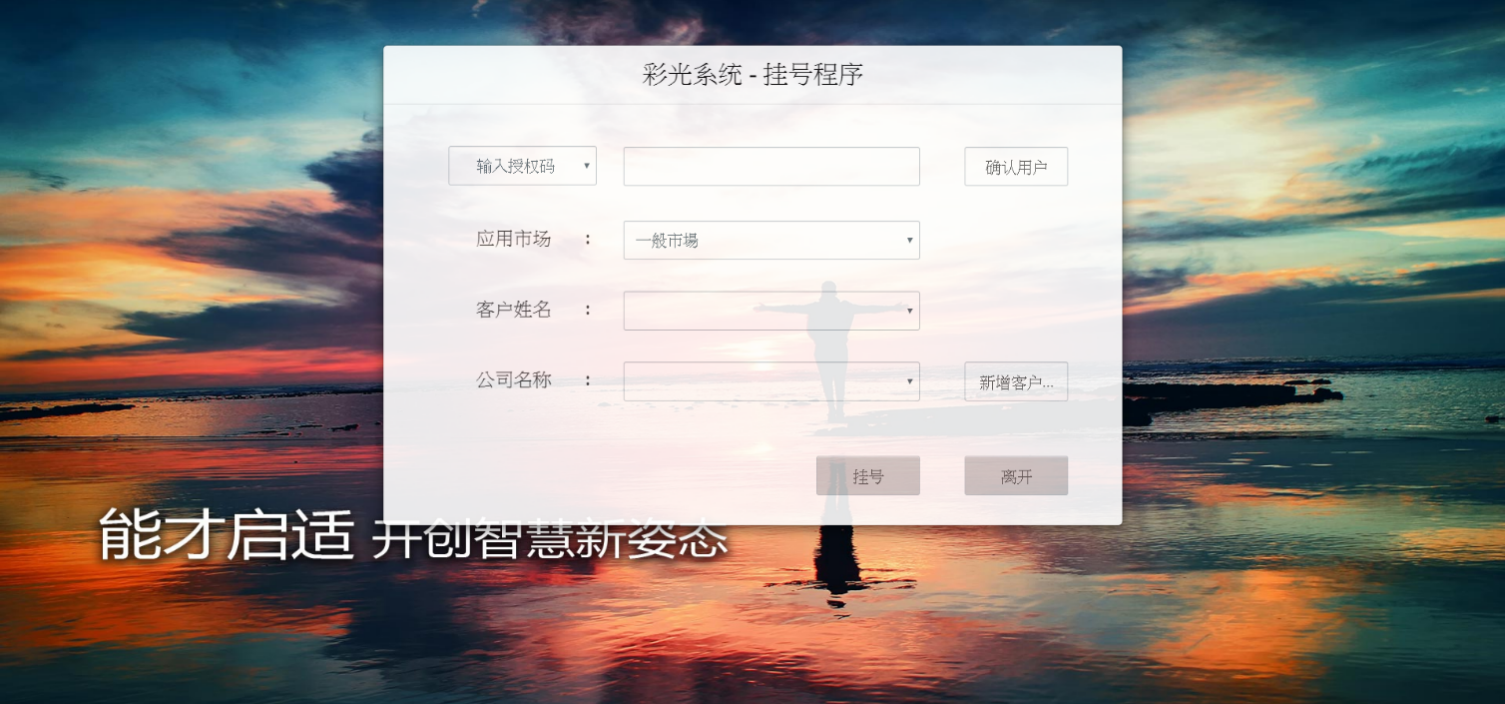 彩光系统 - 挂号程序
输入授权码 确认用户
应用市场 : 一般市場
客户姓名 :
公司名称 : 新增客户...
挂号 离开
能才启适 开创智慧新姿态